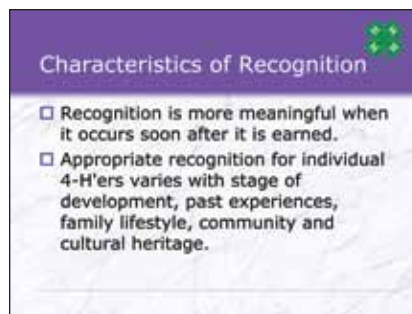 Characteristics of Recognition
Recognition is more meaningful when
it occurs soon after it is earned.
Appropriate recognition for individual
4-H'ers varies with stage of
development, past experiences,
family lifestyle, community and
cultural heritage.